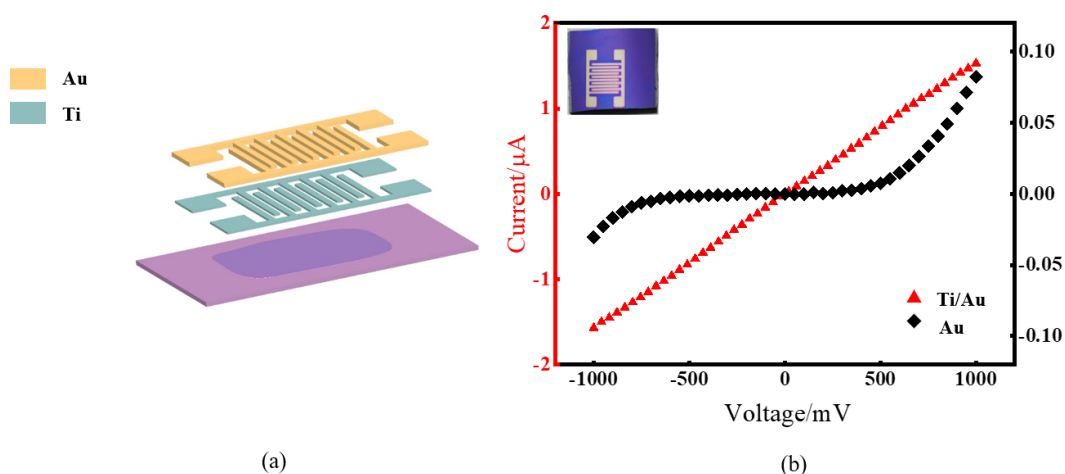 Au
Ti
(a)
2
1
0
-1
-2
Current/μA
0.10
0.05
0.00
-0.05
-0.10
Ti/Au
Au
-1000 -500 0 500 1000
Voltage/mV
(b)